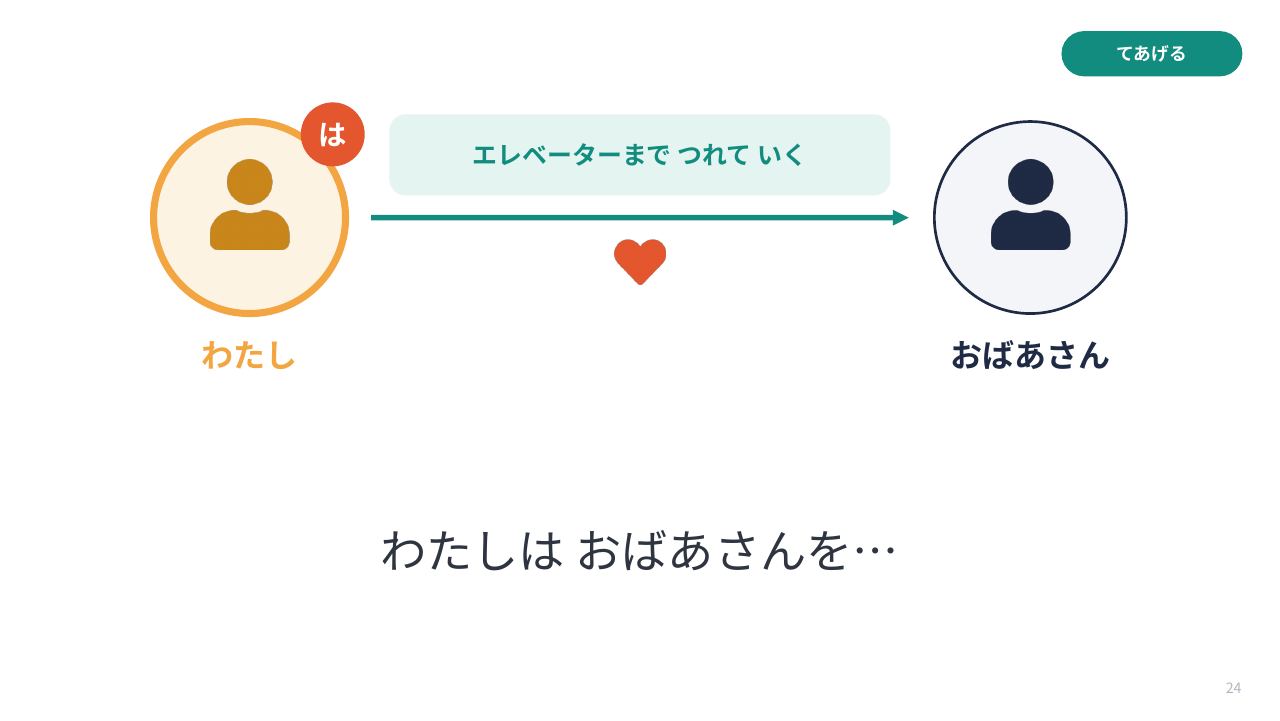 てあげる
は
エレベーターまで つれて いく
わたし
おばあさん
わたしは おばあさんを…
24